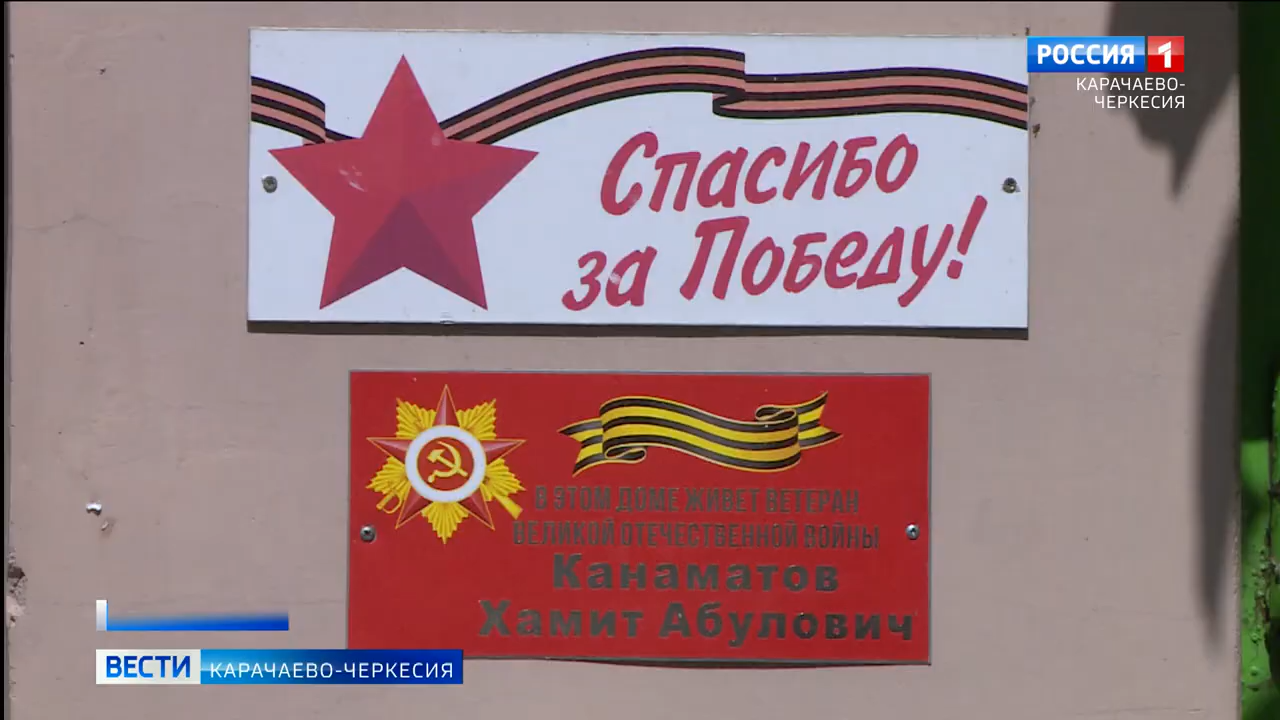 РОССИЯ 1
КАРАЧАЕВО-
ЧЕРКЕСИЯ
Спасибо
за Победу!
В ЭТОМ ДОМЕ ЖИВЕТ ВЕТЕРАН
ВЕЛИКОЙ ОТЕЧЕСТВЕННОЙ ВОЙНЫ
Канаматов
Хамит Абулович
ВЕСТИ КАРАЧАЕВО-ЧЕРКЕСИЯ